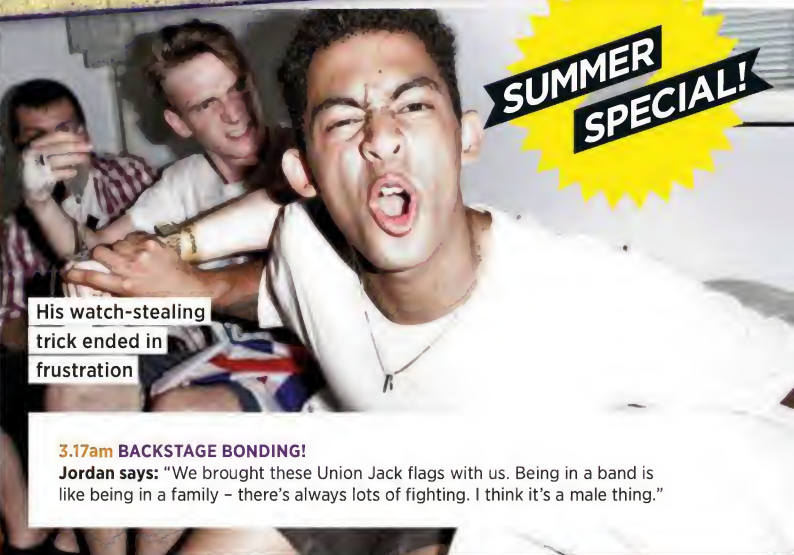 SUMMER
SPECIAL!
His watch-stealing
trick ended in
frustration
3.17am BACKSTAGE BONDING!
Jordan says: “We brought these Union Jack flags with us. Being in a band is
like being in a family – there’s always lots of fighting. I think it’s a male thing.”